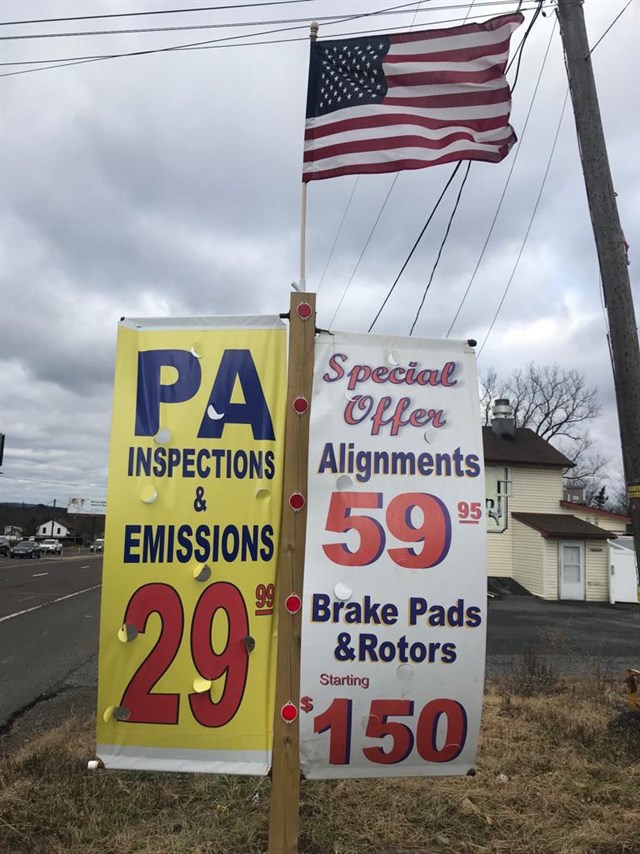 PA
INSPECTIONS
&
EMISSIONS
29 99
Special
Offer
Alignments
59 95
Brake Pads
&Rotors
Starting
$150